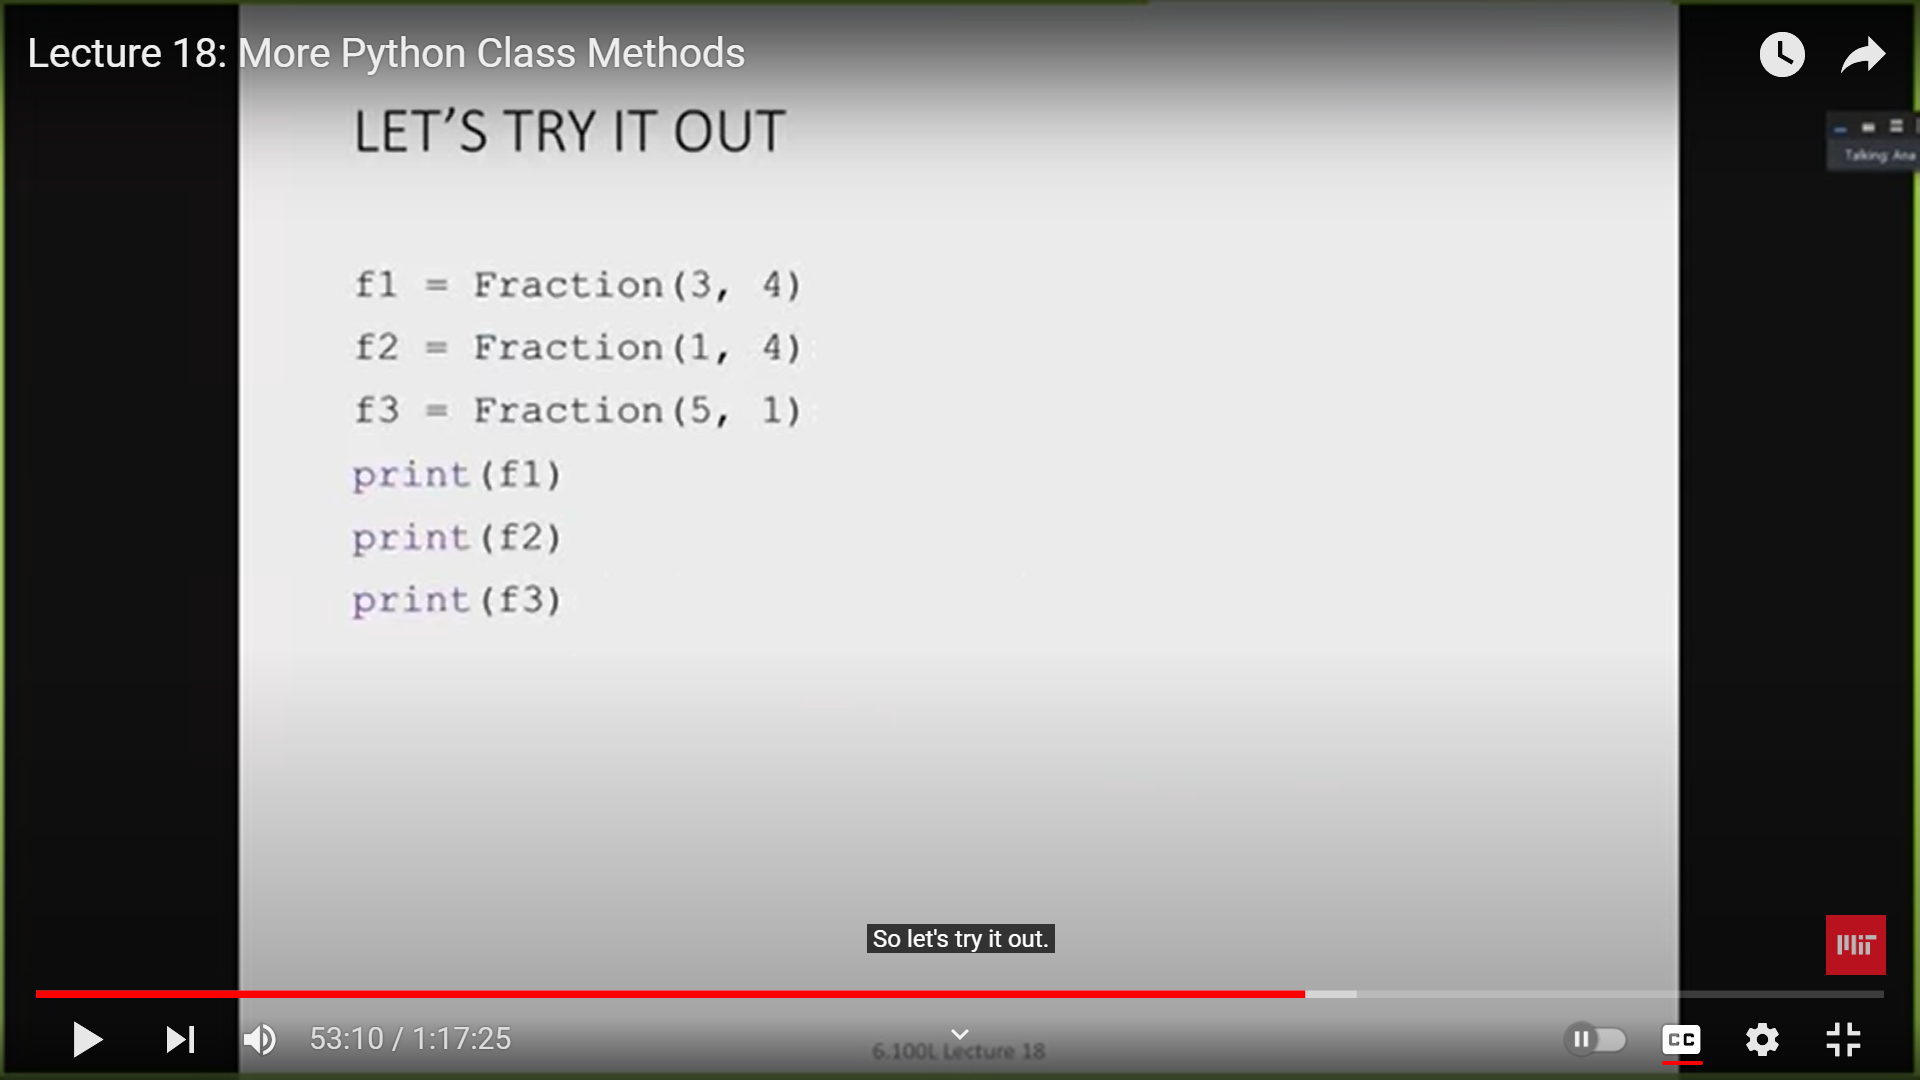 Lecture 18: More Python Class Methods
LET'S TRY IT OUT
Talking: Ana
f1 = Fraction(3, 4)
f2 = Fraction(1, 4)
f3 = Fraction(5, 1)
print(f1)
print(f2)
print(f3)
So let's try it out.
MIT
53:10 / 1:17:25
CC
6.100L Lecture 18